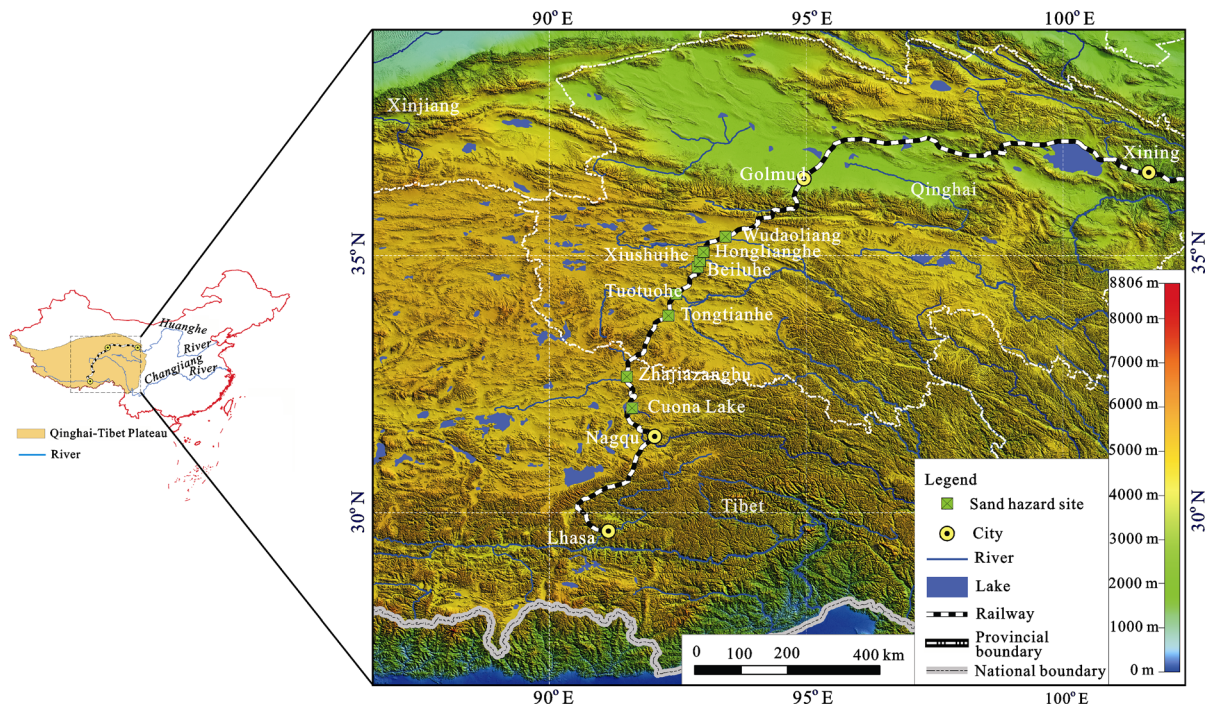 90° E
95° E
100° E
Xinjiang
Xining
Golmud
Qinghai
Wudaoliang
Honglianghe
Xiushuihe
Beiluhe
35° N
35° N
Tuotuohe
Tongtianhe
8806 m
8000 m
7000 m
6000 m
5000 m
4000 m
3000 m
2000 m
1000 m
0 m
Huanghe
River
Changjiang
River
Zhajiazanghu
Cuona Lake
Nagqu
Qinghai-Tibet Plateau
River
Tibet
30° N
30° N
Lhasa
Legend
Sand hazard site
City
River
Lake
Railway
Provincial
boundary
National boundary
0 100 200 400 km
90° E
95° E
100° E